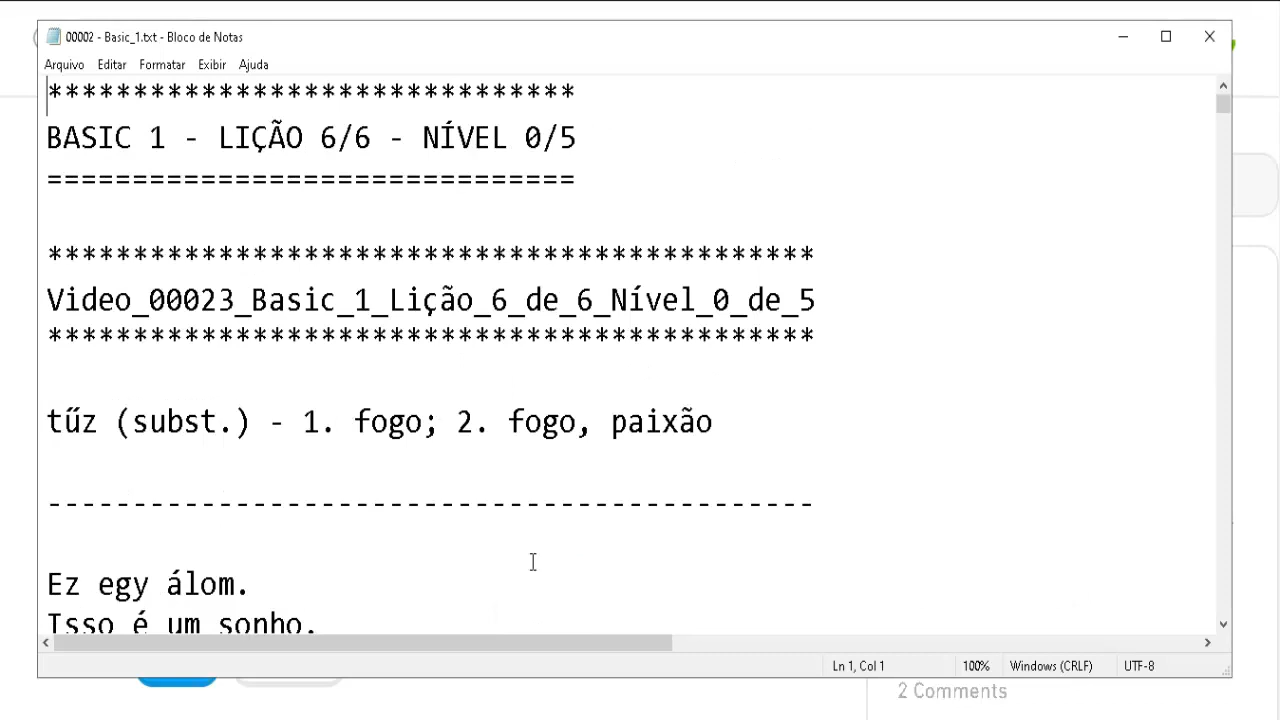 00002 - Basic_1.txt - Bloco de Notas
Arquivo Editar Formatar Exibir Ajuda
*******************************
BASIC 1 - LIÇÃO 6/6 - NÍVEL 0/5
===============================
*********************************************
Video_00023_Basic_1_Lição_6_de_6_Nível_0_de_5
*********************************************
tűz (subst.) - 1. fogo; 2. fogo, paixão
---------------------------------------------
Ez egy álom.
Isso é um sonho.
Ln 1, Col 1 100% Windows (CRLF) UTF-8
2 Comments